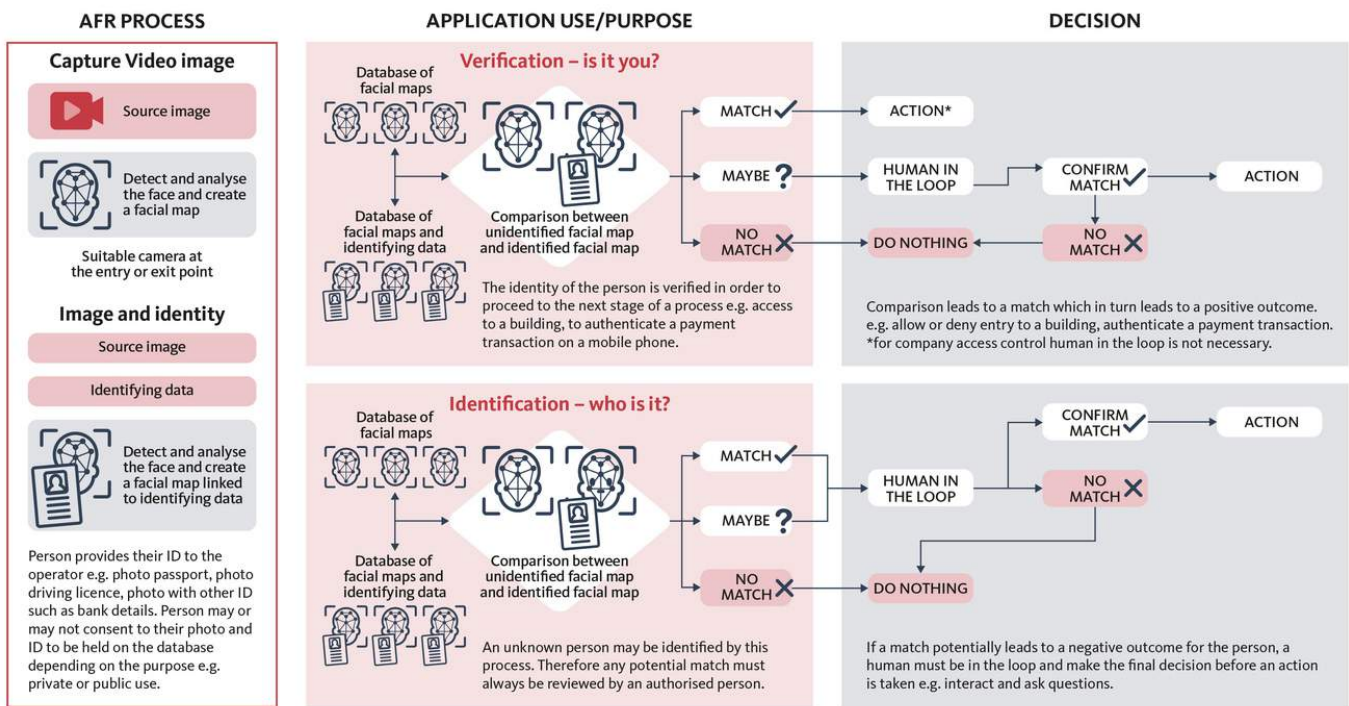 AFR PROCESS
Capture Video image
Source image
Detect and analyse
the face and create
a facial map
Suitable camera at
the entry or exit point
Image and identity
Source image
Identifying data
Detect and analyse
the face and create
a facial map linked
to identifying data
Person provides their ID to the
operator e.g. photo passport, photo
driving licence, photo with other ID
such as bank details. Person may or
may not consent to their photo and
ID to be held on the database
depending on the purpose e.g.
private or public use.
APPLICATION USE/PURPOSE
Verification – is it you?
Database of
facial maps
Database of
facial maps and
identifying data
Comparison between
unidentified facial map
and identified facial map
MATCH
MAYBE ?
NO
MATCH
The identity of the person is verified in order to
proceed to the next stage of a process e.g. access
to a building, to authenticate a payment
transaction on a mobile phone.
Identification – who is it?
Database of
facial maps
Database of
facial maps and
identifying data
Comparison between
unidentified facial map
and identified facial map
MATCH
MAYBE ?
NO
MATCH
An unknown person may be identified by this
process. Therefore any potential match must
always be reviewed by an authorised person.
DECISION
ACTION*
HUMAN IN
THE LOOP
CONFIRM
MATCH
ACTION
DO NOTHING
NO
MATCH
Comparison leads to a match which in turn leads to a positive outcome.
e.g. allow or deny entry to a building, authenticate a payment transaction.
*for company access control human in the loop is not necessary.
CONFIRM
MATCH
ACTION
HUMAN IN
THE LOOP
NO
MATCH
DO NOTHING
If a match potentially leads to a negative outcome for the person, a
human must be in the loop and make the final decision before an action
is taken e.g. interact and ask questions.